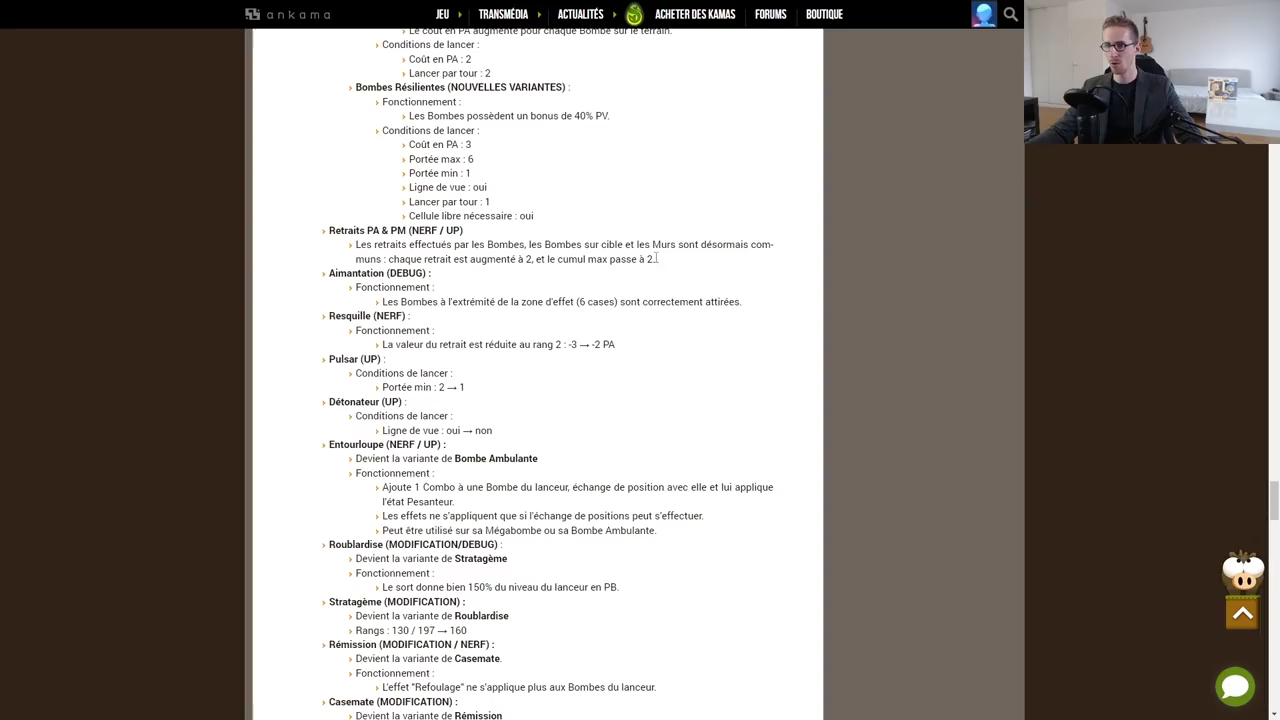 ankama
JEU
TRANSMÉDIA
ACTUALITÉS
ACHETER DES KAMAS
FORUMS
BOUTIQUE
Le coût en PA augmente pour chaque Bombe sur le terrain.
Conditions de lancer :
Coût en PA : 2
Lancer par tour : 2
Bombes Résilientes (NOUVELLES VARIANTES) :
Fonctionnement :
Les Bombes possèdent un bonus de 40% PV.
Conditions de lancer :
Coût en PA : 3
Portée max : 6
Portée min : 1
Ligne de vue : oui
Lancer par tour : 1
Cellule libre nécessaire : oui
Retraits PA & PM (NERF / UP)
Les retraits effectués par les Bombes, les Bombes sur cible et les Murs sont désormais com-
muns : chaque retrait est augmenté à 2, et le cumul max passe à 2.
Aimantation (DEBUG) :
Fonctionnement :
Les Bombes à l'extrémité de la zone d'effet (6 cases) sont correctement attirées.
Resquille (NERF) :
Fonctionnement :
La valeur du retrait est réduite au rang 2 : -3 → -2 PA
Pulsar (UP) :
Conditions de lancer :
Portée min : 2 → 1
Détonateur (UP) :
Conditions de lancer :
Ligne de vue : oui → non
Entourloupe (NERF / UP) :
Devient la variante de Bombe Ambulante
Fonctionnement :
Ajoute 1 Combo à une Bombe du lanceur, échange de position avec elle et lui applique
l'état Pesanteur.
Les effets ne s'appliquent que si l'échange de positions peut s'effectuer.
Peut être utilisé sur sa Mégabombe ou sa Bombe Ambulante.
Roublardise (MODIFICATION/DEBUG) :
Devient la variante de Stratagème
Fonctionnement :
Le sort donne bien 150% du niveau du lanceur en PB.
Stratagème (MODIFICATION) :
Devient la variante de Roublardise
Rangs : 130 / 197 → 160
Rémission (MODIFICATION / NERF) :
Devient la variante de Casemate.
Fonctionnement :
L'effet "Refoulage" ne s'applique plus aux Bombes du lanceur.
Casemate (MODIFICATION) :
Devient la variante de Rémission